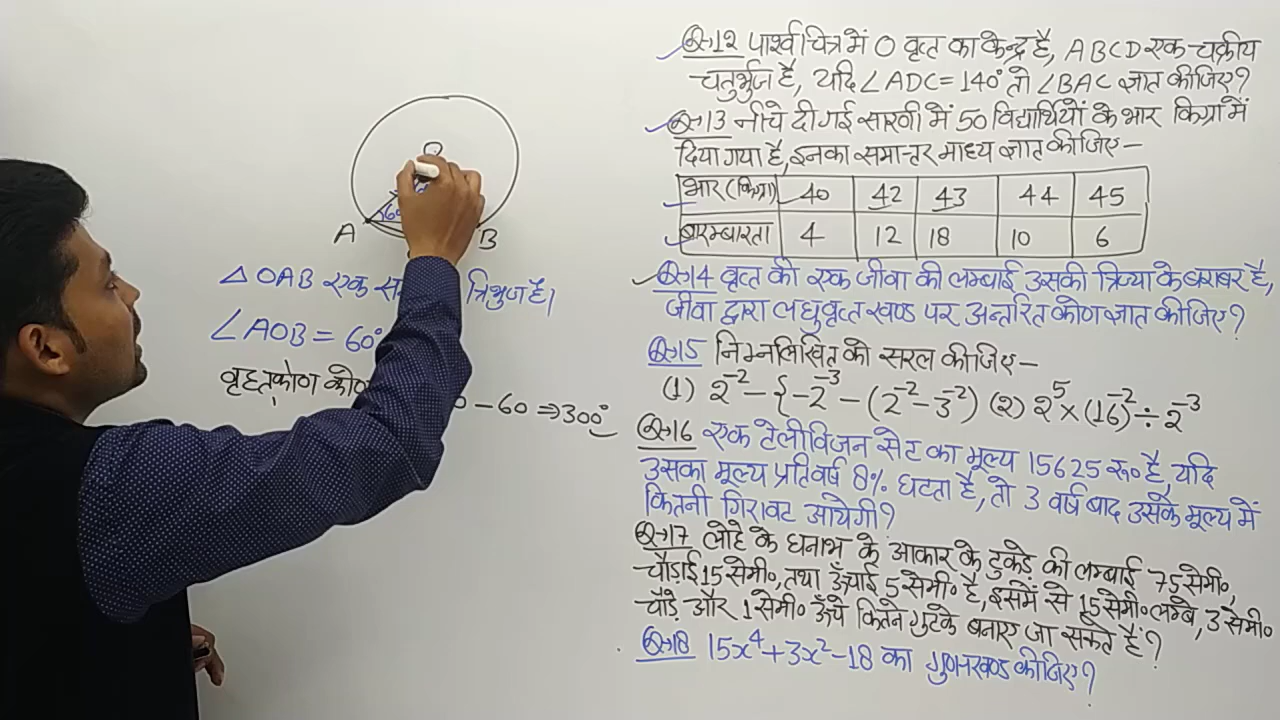 O
60
A
B
△OAB एक त्रिभुज है।
∠AOB = 60°
वृहत्कोण कोण
- 60 ⇒ 300°
Q→12 पार्श्व चित्र में O वृत्त का केन्द्र है, ABCD एक चक्रीय
चतुर्भुज है, यदि ∠ADC = 140° तो ∠BAC ज्ञात कीजिए?
Q→13 नीचे दी गई सारणी में 50 विद्यार्थियों के भार किग्रा में
दिया गया है, इनका समान्तर माध्य ज्ञात कीजिए-
भार (किग्रा) 40 42 43 44 45
बारम्बारता 4 12 18 10 6
Q→14 वृत्त की एक जीवा की लम्बाई उसकी त्रिज्या के बराबर है,
जीवा द्वारा लघु वृत्त खण्ड पर अन्तरित कोण ज्ञात कीजिए?
Q→15 निम्नलिखित को सरल कीजिए-
(1) 2⁻² - {-2⁻³ - (2⁻² - 3⁻²) (2) 2⁵ × (16)⁻² ÷ 2⁻³
Q→16 एक टेलीविजन सेट का मूल्य 15625 रू० है, यदि
उसका मूल्य प्रतिवर्ष 8% घटता है, तो 3 वर्ष बाद उसके मूल्य में
कितनी गिरावट आयेगी?
Q→17 लोहे के घनाभ के आकार के टुकड़े की लम्बाई 75 सेमी०,
चौडाई 15 सेमी०, तथा ऊँचाई 5 सेमी० है, इसमें से 15 सेमी० लम्बे, 3 सेमी०
चौड़े और 1 सेमी० ऊँचे कितने गुटके बनाए जा सकते हैं?
Q→18 15x⁴ + 3x² - 18 का गुणनखण्ड कीजिए?